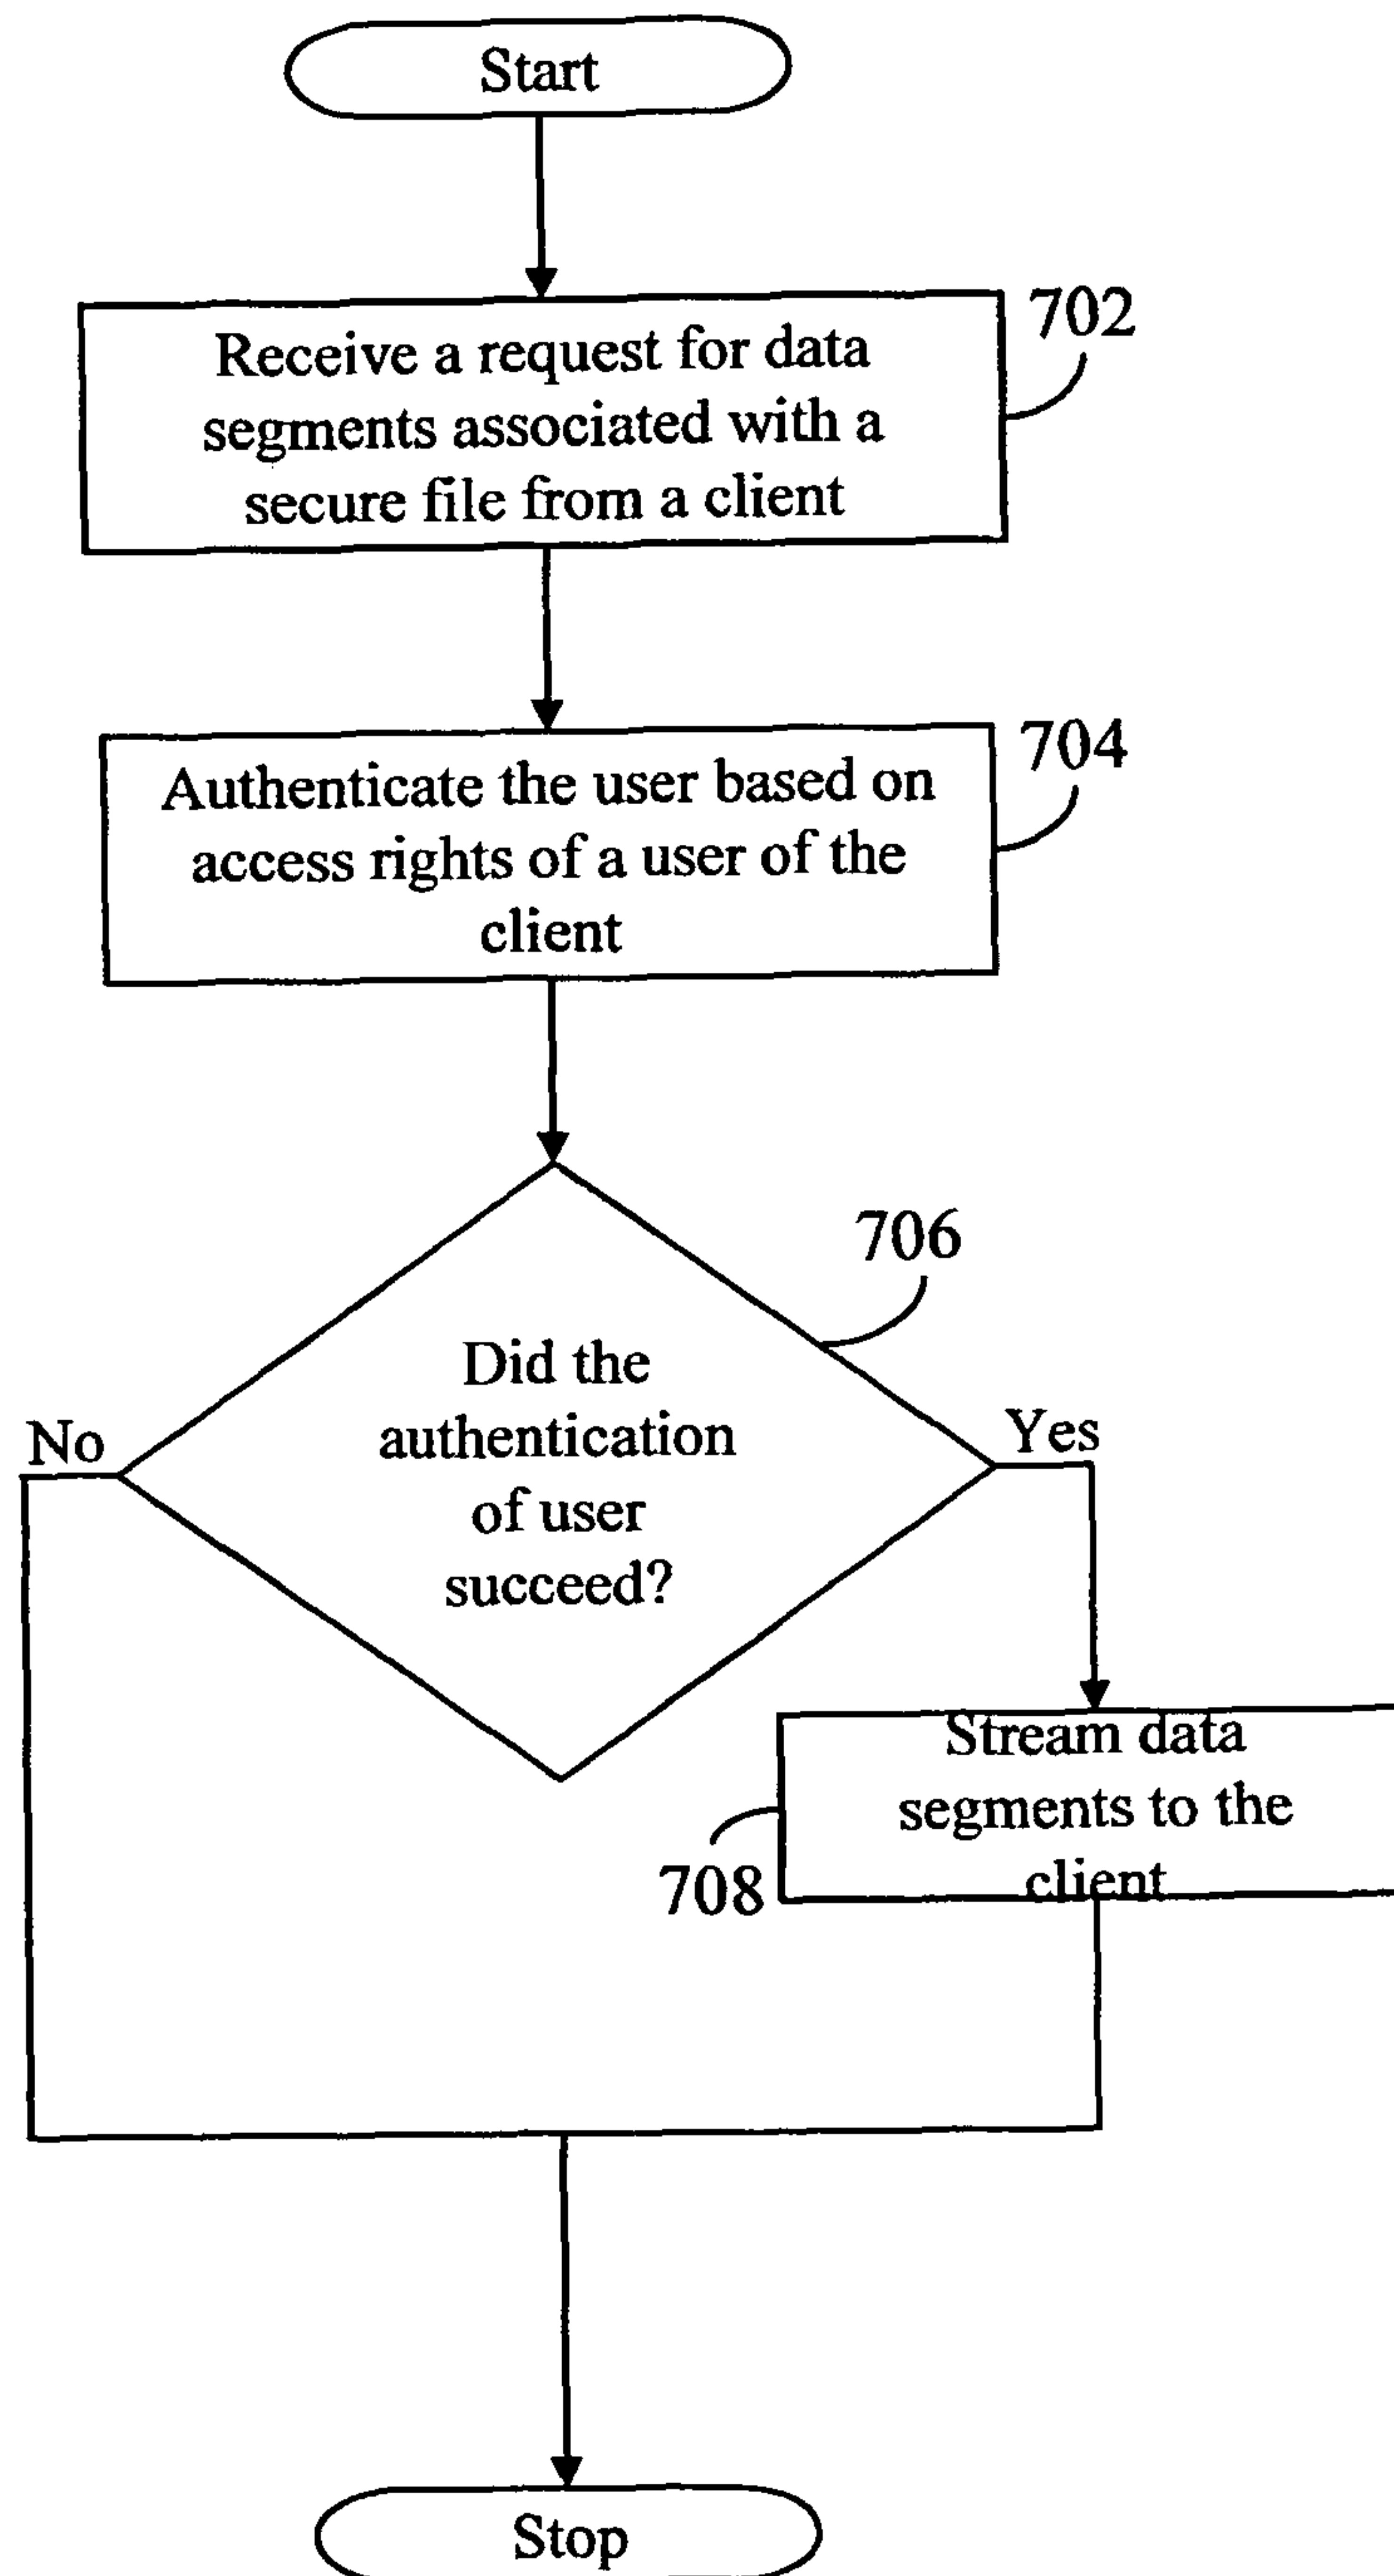 Start
702
Receive a request for data
segments associated with a
secure file from a client
704
Authenticate the user based on
access rights of a user of the
client
706
Did the
authentication
of user
succeed?
No
Yes
Stream data
segments to the
client
708
Stop